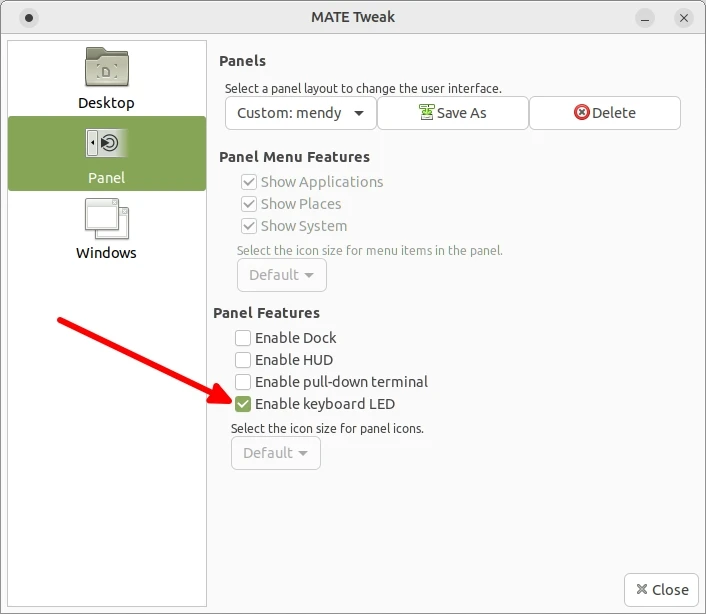 MATE Tweak
Desktop
Panel
Windows
Panels
Select a panel layout to change the user interface.
Custom: mendy
Save As
Delete
Panel Menu Features
Show Applications
Show Places
Show System
Select the icon size for menu items in the panel.
Default
Panel Features
Enable Dock
Enable HUD
Enable pull-down terminal
Enable keyboard LED
Select the icon size for panel icons.
Default
Close